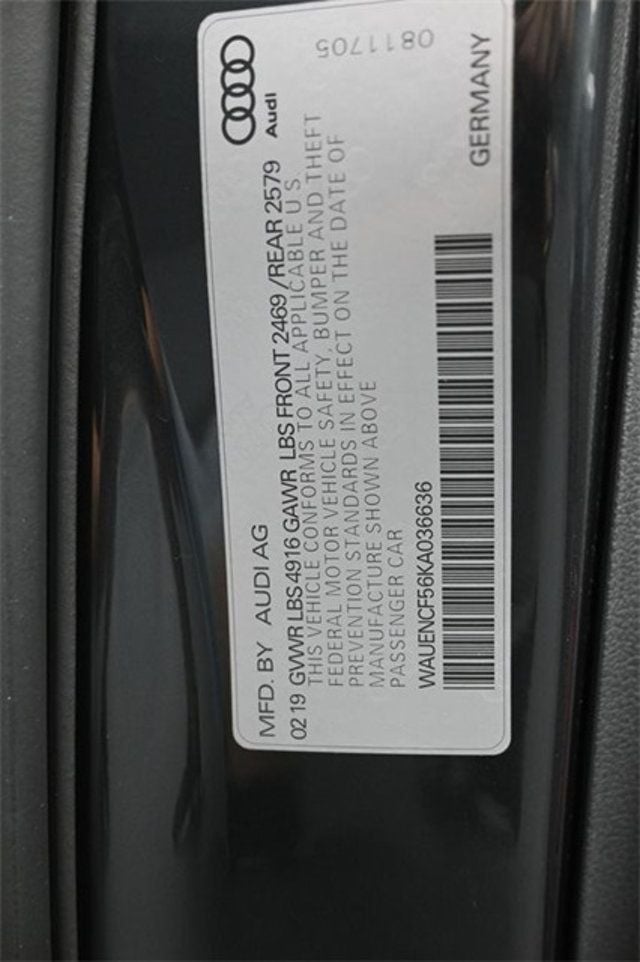 0811705
Audi
MFD. BY AUDI AG
0219 GVWR LBS 4916 GAWR LBS FRONT 2469 /REAR 2579
THIS VEHICLE CONFORMS TO ALL APPLICABLE U S
FEDERAL MOTOR VEHICLE SAFETY, BUMPER AND THEFT
PREVENTION STANDARDS IN EFFECT ON THE DATE OF
MANUFACTURE SHOWN ABOVE
PASSENGER CAR
WAUENCF56KA036636
GERMANY